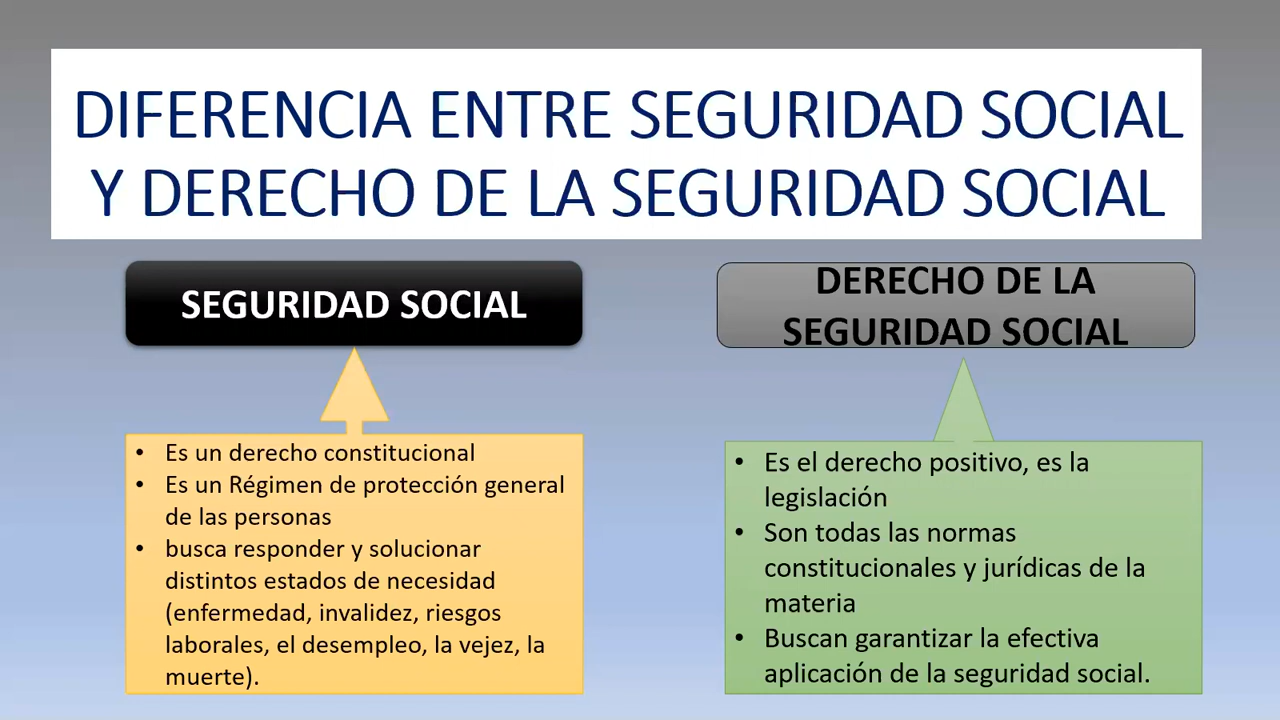 DIFERENCIA ENTRE SEGURIDAD SOCIAL
Y DERECHO DE LA SEGURIDAD SOCIAL
SEGURIDAD SOCIAL
• Es un derecho constitucional
• Es un Régimen de protección general
de las personas
• busca responder y solucionar
distintos estados de necesidad
(enfermedad, invalidez, riesgos
laborales, el desempleo, la vejez, la
muerte).
DERECHO DE LA
SEGURIDAD SOCIAL
• Es el derecho positivo, es la
legislación
• Son todas las normas
constitucionales y jurídicas de la
materia
• Buscan garantizar la efectiva
aplicación de la seguridad social.